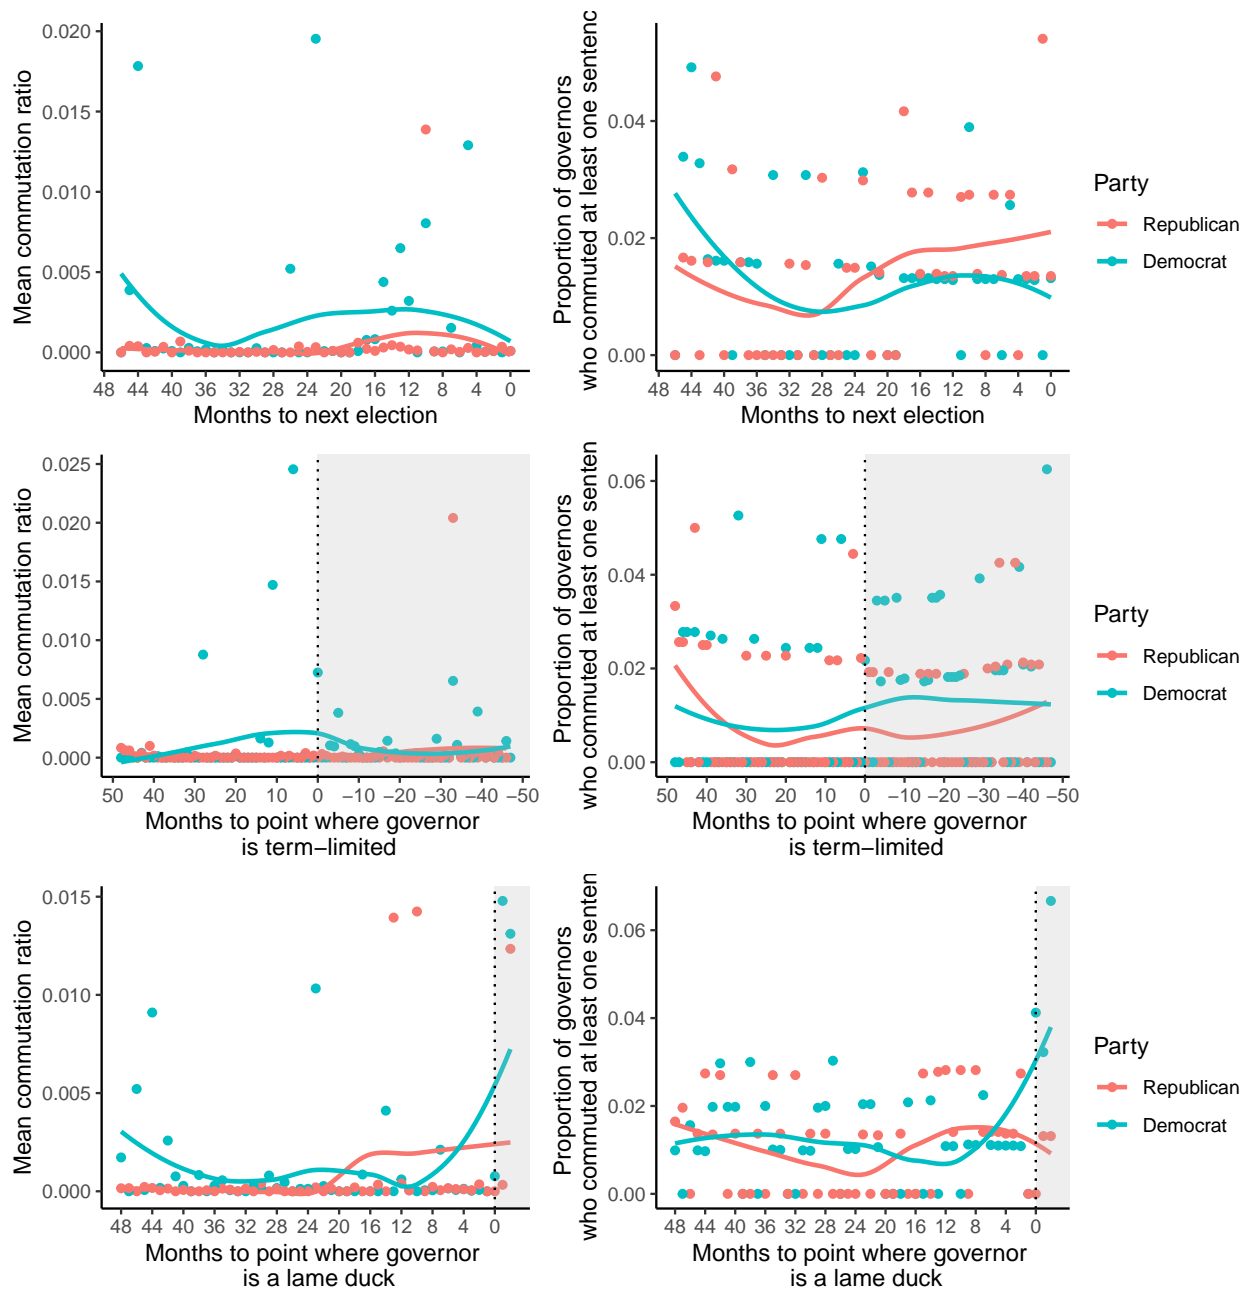 Mean commutation ratio
0.020
0.015
0.010
0.005
0.000
48 44 40 36 32 28 24 20 16 12 8 4 0
Months to next election
Proportion of governors
who commuted at least one sentenc
0.04
0.02
0.00
48 44 40 36 32 28 24 20 16 12 8 4 0
Months to next election
Party
Republican
Democrat
Mean commutation ratio
0.025
0.020
0.015
0.010
0.005
0.000
50 40 30 20 10 0 −10 −20 −30 −40 −50
Months to point where governor
is term−limited
Proportion of governors
who commuted at least one senten
0.06
0.04
0.02
0.00
50 40 30 20 10 0 −10 −20 −30 −40 −50
Months to point where governor
is term−limited
Party
Republican
Democrat
Mean commutation ratio
0.015
0.010
0.005
0.000
48 44 40 36 32 28 24 20 16 12 8 4 0
Months to point where governor
is a lame duck
Proportion of governors
who commuted at least one senten
0.06
0.04
0.02
0.00
48 44 40 36 32 28 24 20 16 12 8 4 0
Months to point where governor
is a lame duck
Party
Republican
Democrat